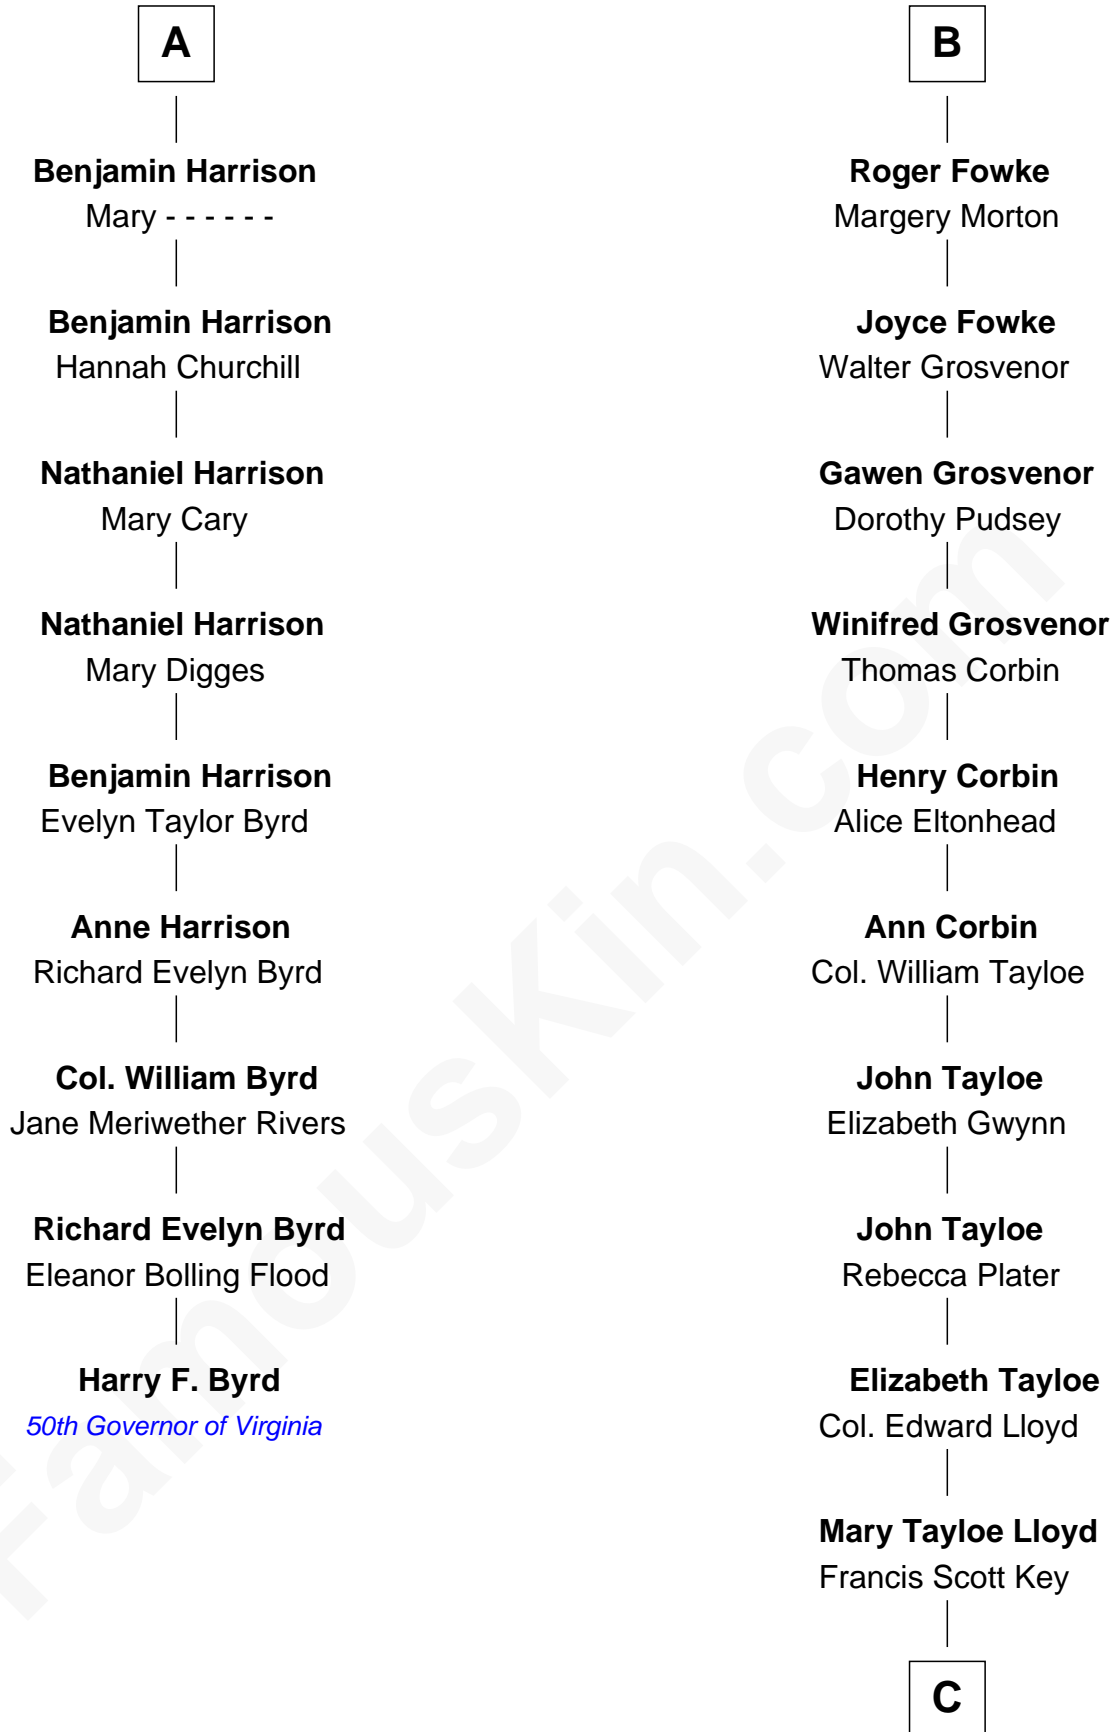 A
Benjamin Harrison
Mary - - - - - -
Benjamin Harrison
Hannah Churchill
Nathaniel Harrison
Mary Cary
Nathaniel Harrison
Mary Digges
Benjamin Harrison
Evelyn Taylor Byrd
Anne Harrison
Richard Evelyn Byrd
Col. William Byrd
Jane Meriwether Rivers
Richard Evelyn Byrd
Eleanor Bolling Flood
Harry F. Byrd
50th Governor of Virginia
B
Roger Fowke
Margery Morton
Joyce Fowke
Walter Grosvenor
Gawen Grosvenor
Dorothy Pudsey
Winifred Grosvenor
Thomas Corbin
Henry Corbin
Alice Eltonhead
Ann Corbin
Col. William Tayloe
John Tayloe
Elizabeth Gwynn
John Tayloe
Rebecca Plater
Elizabeth Tayloe
Col. Edward Lloyd
Mary Tayloe Lloyd
Francis Scott Key
C
FamousKin.com